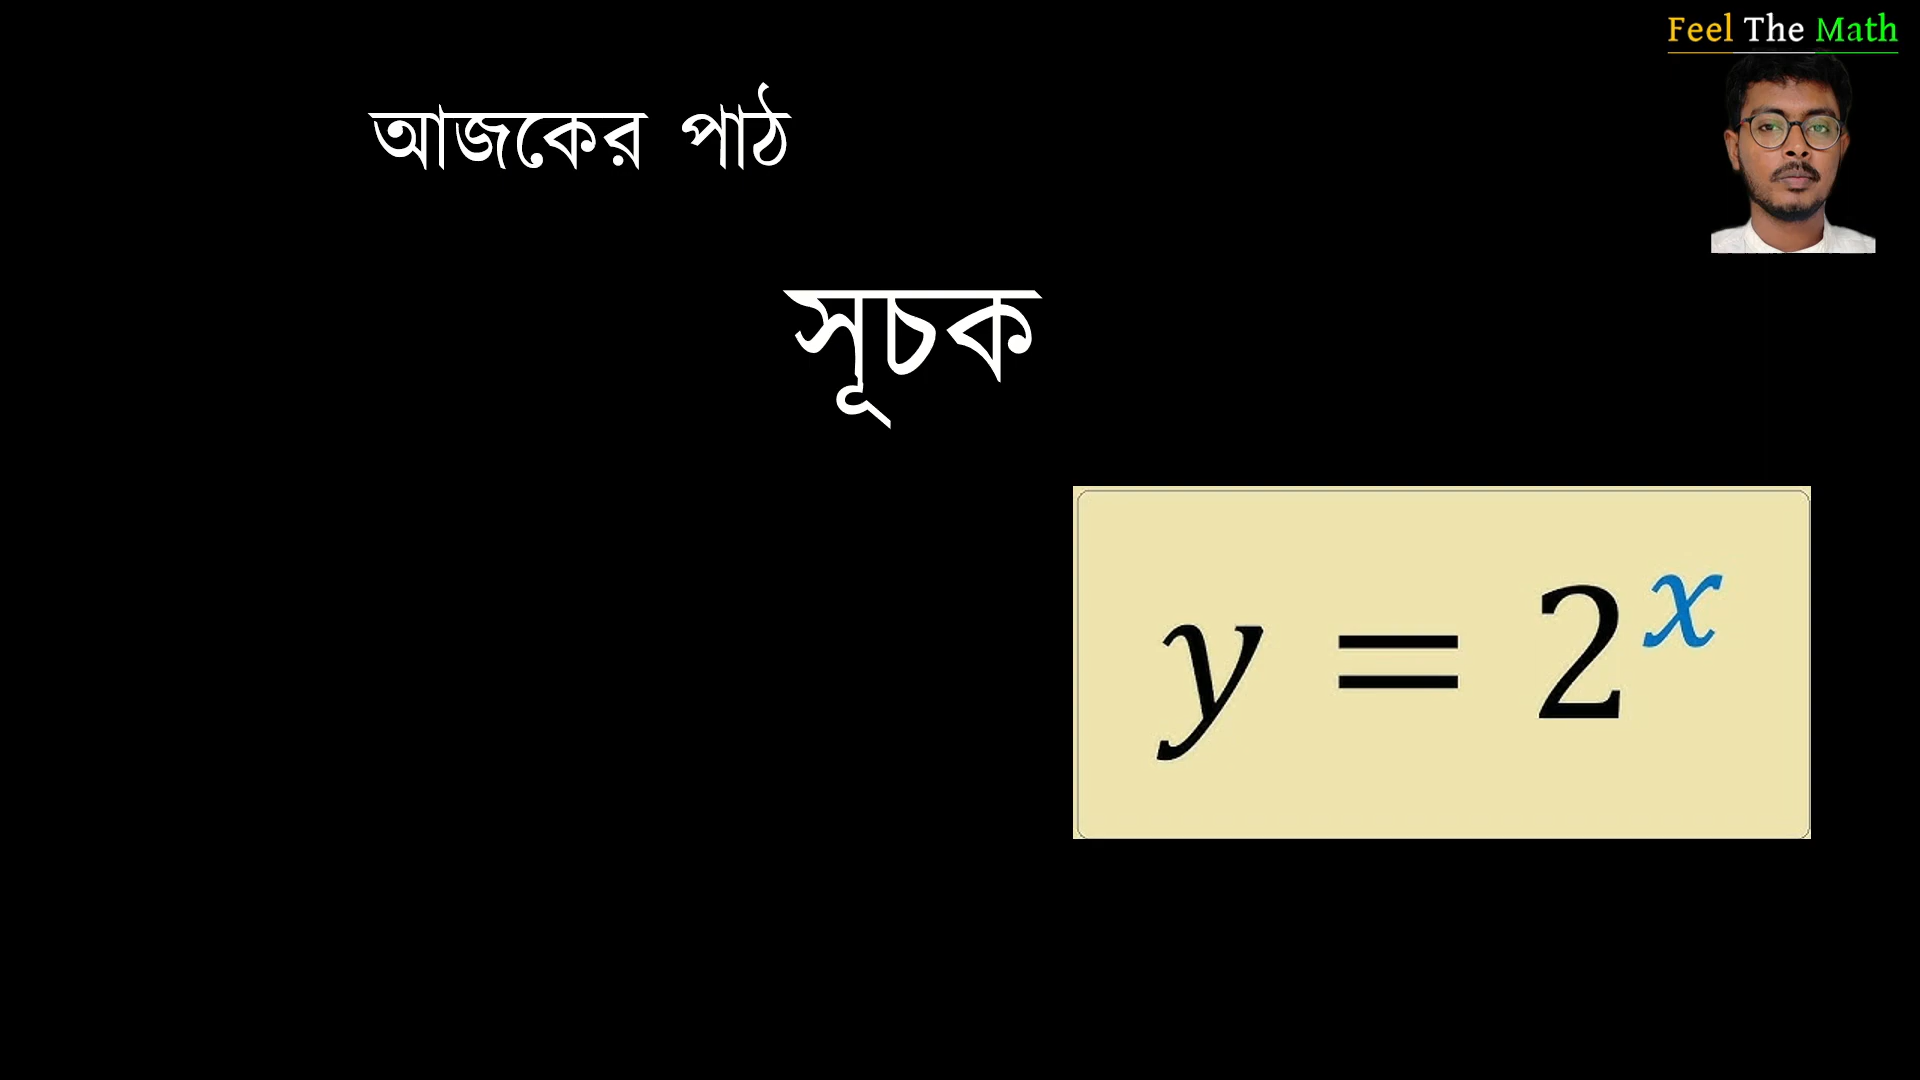 Feel The Math
আজকের পাঠ
সূচক
y = 2^x